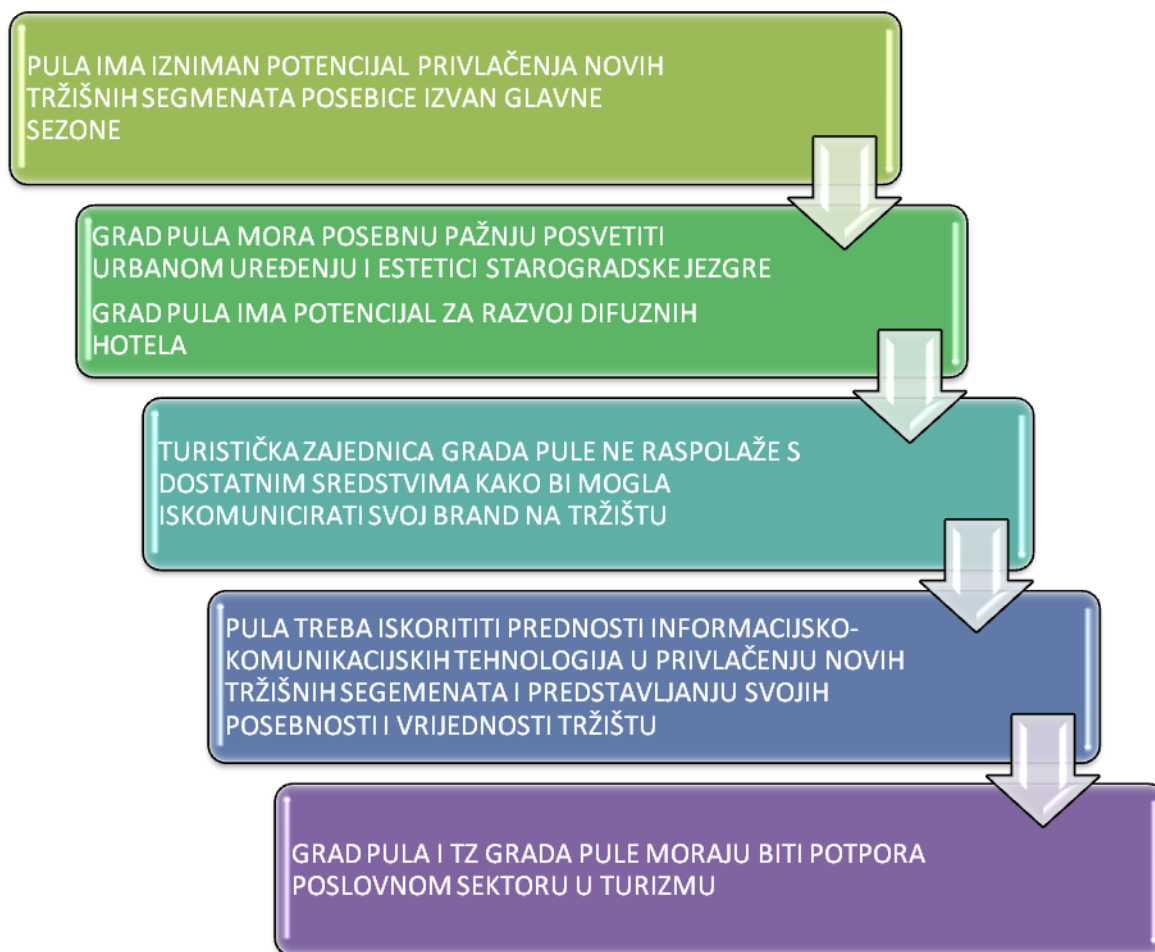 PULA IMA IZNIMAN POTENCIJAL PRIVLAČENJA NOVIH
TRŽIŠNIH SEGMENATA POSEBICE IZVAN GLAVNE
SEZONE
GRAD PULA MORA POSEBNU PAŽNJU POSVETITI
URBANOM UREĐENJU I ESTETICI STAROGRADSKE JEZGRE
GRAD PULA IMA POTENCIJAL ZA RAZVOJ DIFUZNIH
HOTELA
TURISTIČKA ZAJEDNICA GRADA PULE NE RASPOLAŽE S
DOSTATNIM SREDSTVIMA KAKO BI MOGLA
ISKOMUNICIRATI SVOJ BRAND NA TRŽIŠTU
PULA TREBA ISKORITITI PREDNOSTI INFORMACIJSKO-
KOMUNIKACIJSKIH TEHNOLOGIJA U PRIVLAČENJU NOVIH
TRŽIŠNIH SEGEMENATA I PREDSTAVLJANJU SVOJIH
POSEBNOSTI I VRIJEDNOSTI TRŽIŠTU
GRAD PULA I TZ GRADA PULE MORAJU BITI POTPORA
POSLOVNOM SEKTORU U TURIZMU